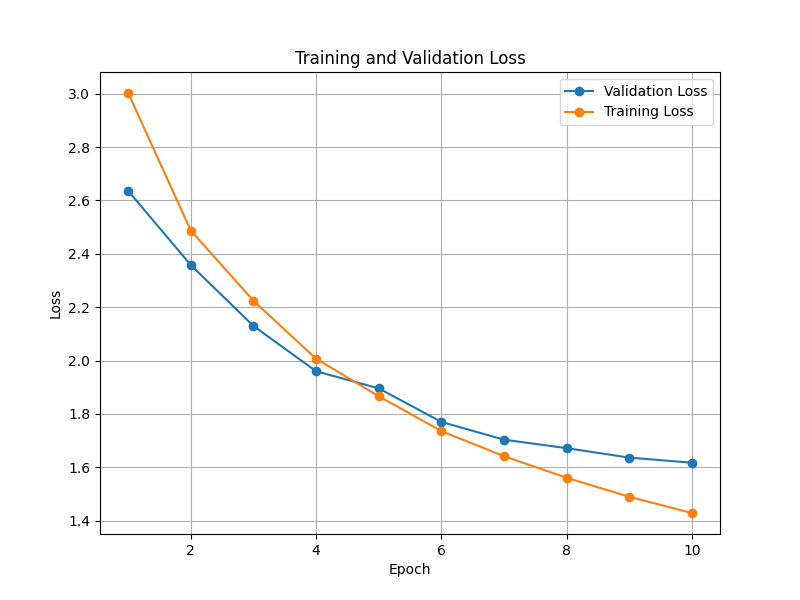 Training and Validation Loss
Validation Loss
Training Loss
3.0
2.8
2.6
2.4
2.2
2.0
1.8
1.6
1.4
Loss
2 4 6 8 10
Epoch